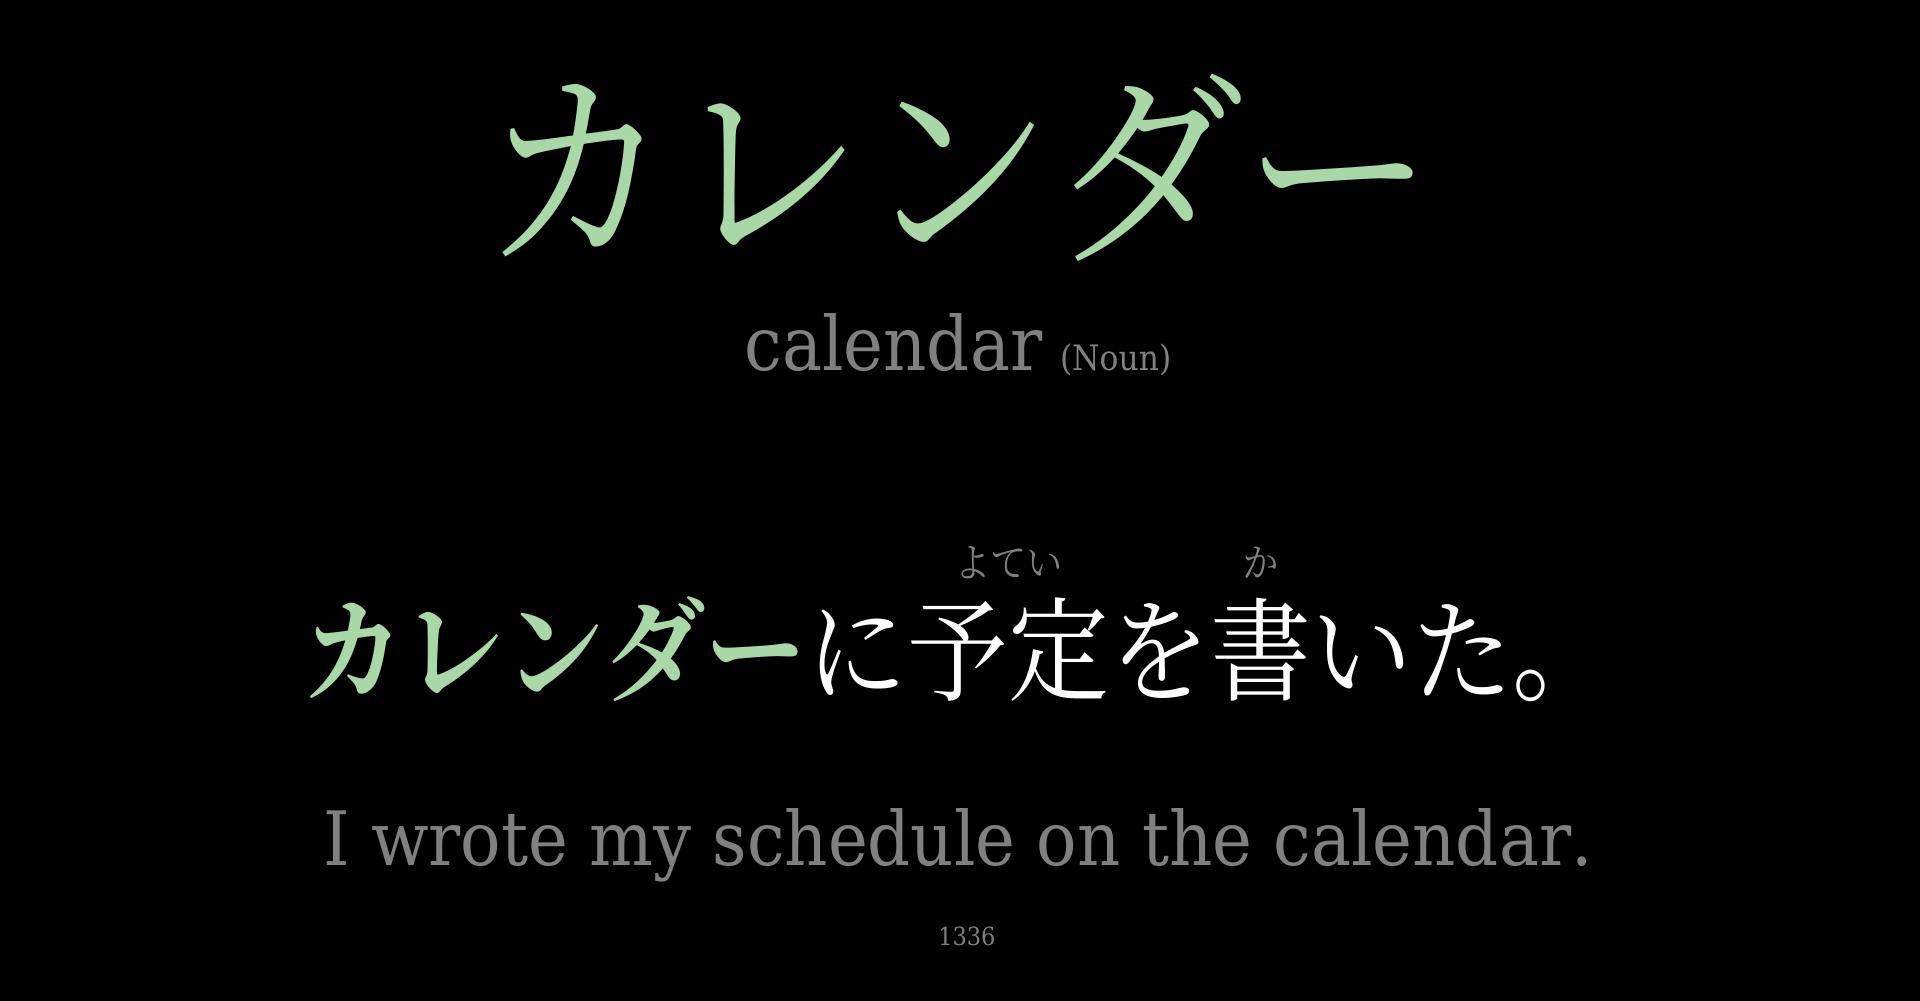 カレンダー
calendar (Noun)
よてい か
カレンダーに予定を書いた。
I wrote my schedule on the calendar.
1336